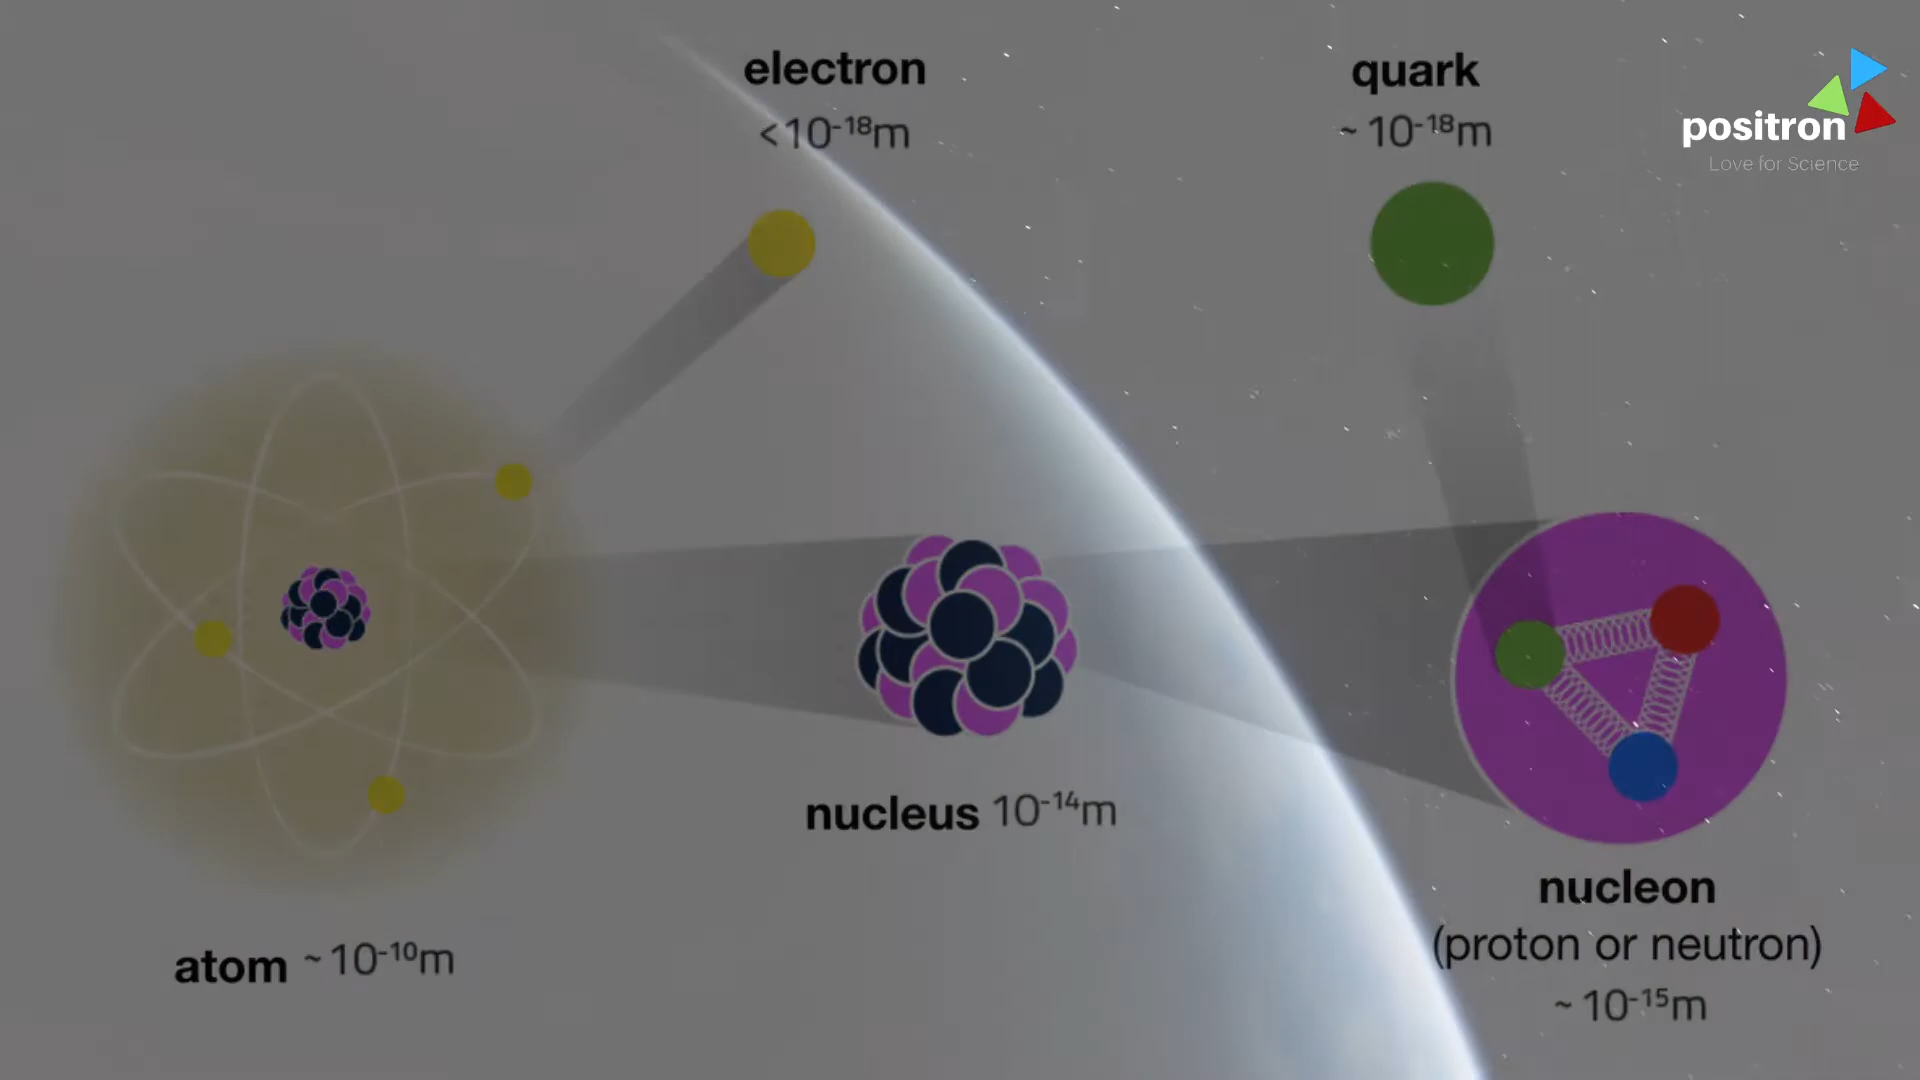 electron
<10⁻¹⁸m
quark
~ 10⁻¹⁸m
positron
Love for Science
nucleus 10⁻¹⁴m
nucleon
(proton or neutron)
~ 10⁻¹⁵m
atom ~ 10⁻¹⁰m